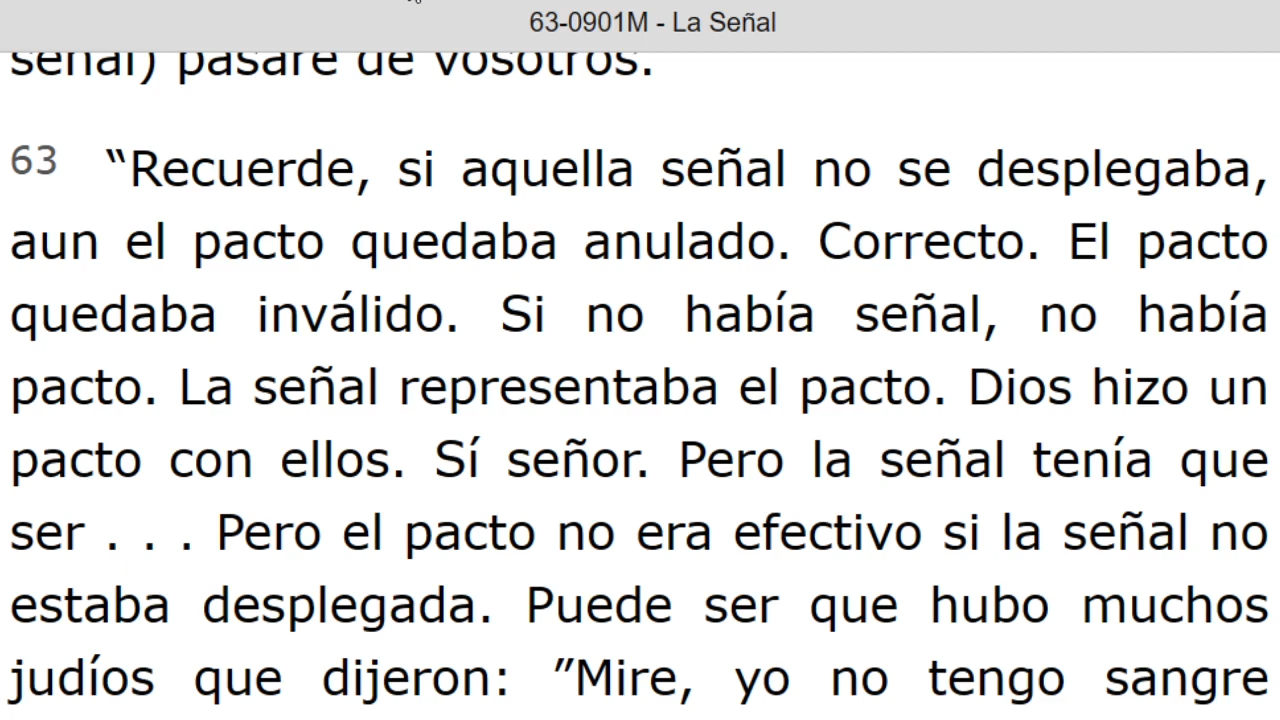 63-0901M - La Señal
señal) pasaré de vosotros.
63 “Recuerde, si aquella señal no se desplegaba,
aun el pacto quedaba anulado. Correcto. El pacto
quedaba inválido. Si no había señal, no había
pacto. La señal representaba el pacto. Dios hizo un
pacto con ellos. Sí señor. Pero la señal tenía que
ser . . . Pero el pacto no era efectivo si la señal no
estaba desplegada. Puede ser que hubo muchos
judíos que dijeron: ”Mire, yo no tengo sangre